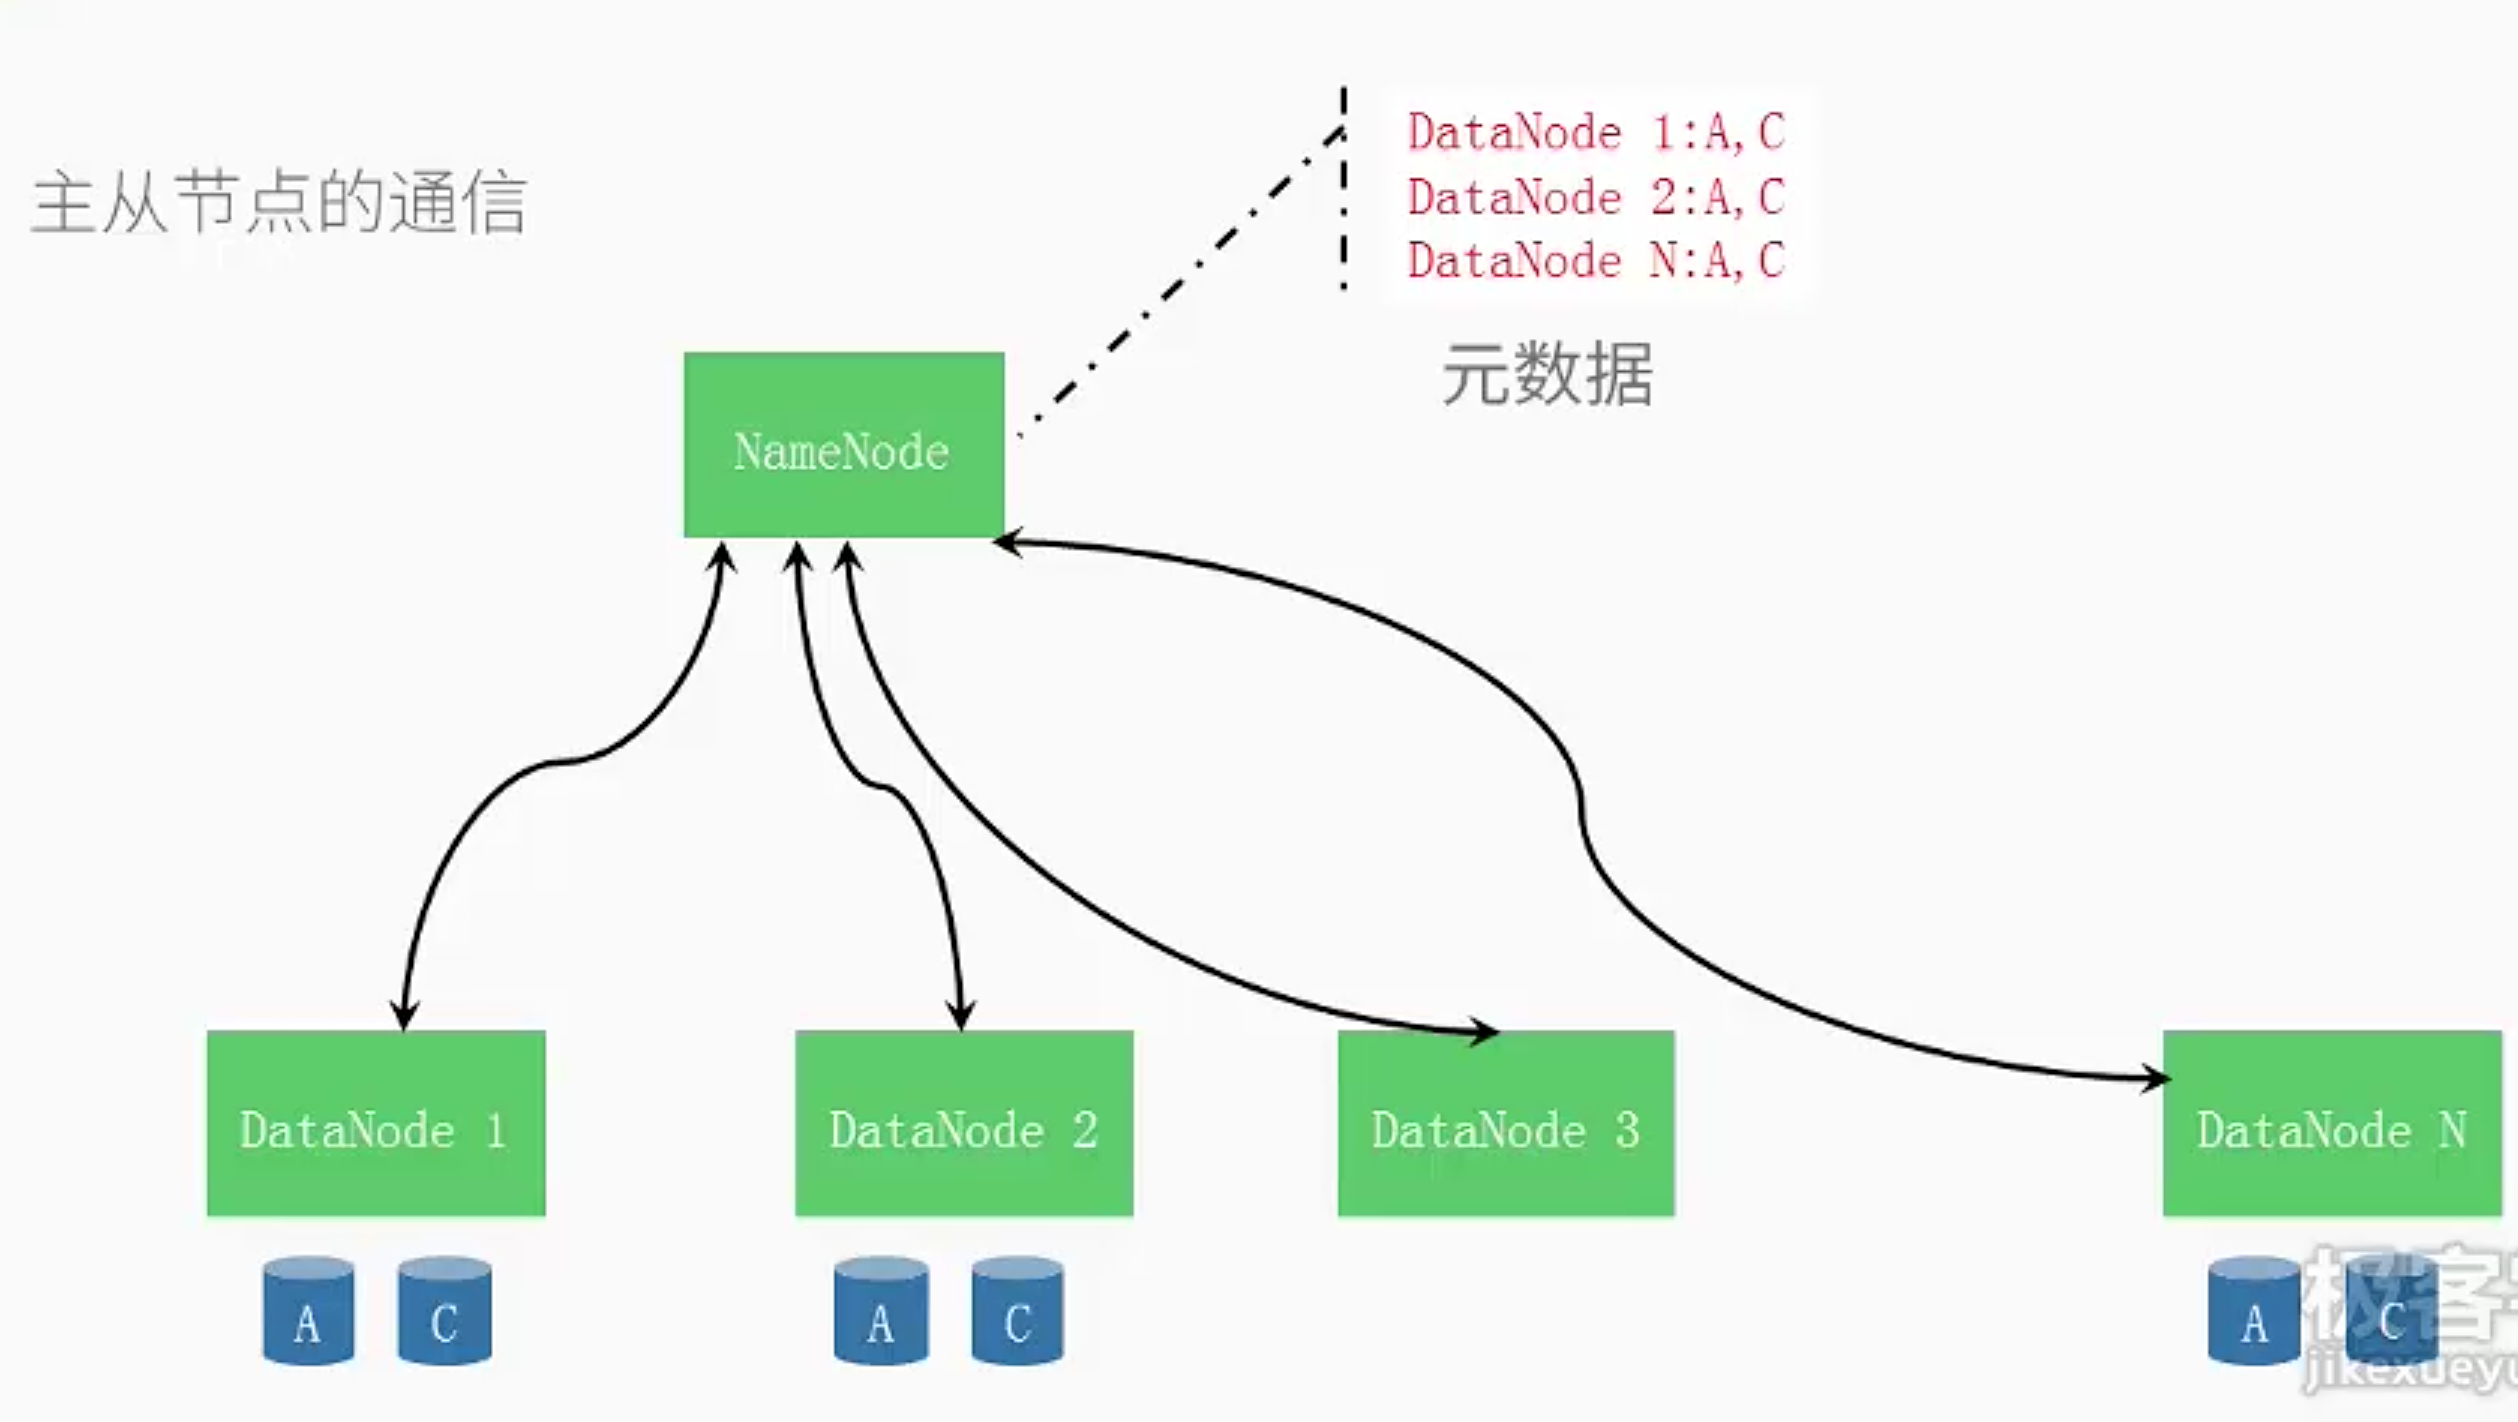 主从节点的通信
DataNode 1:A,C
DataNode 2:A,C
DataNode N:A,C
元数据
NameNode
DataNode 1
DataNode 2
DataNode 3
DataNode N
A
C
A
C
A
C
极客
jikexueyu